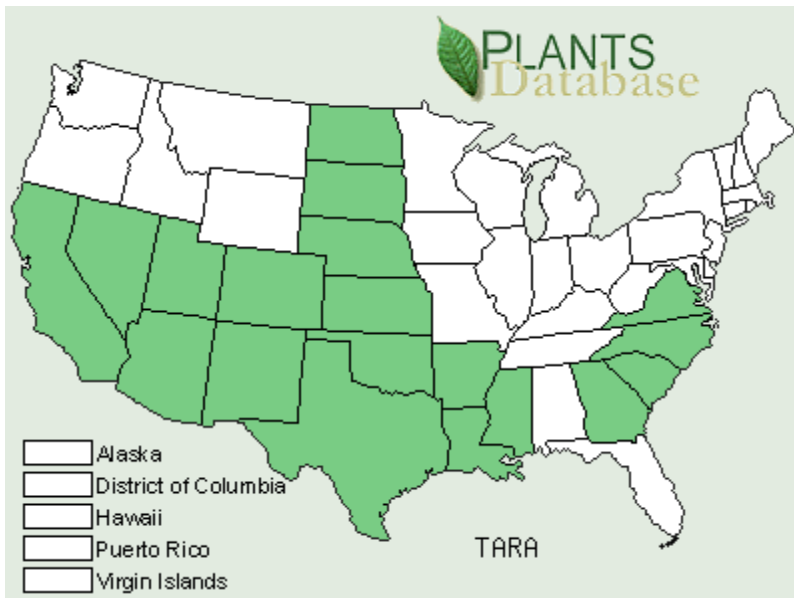 PLANTS
Database
Alaska
District of Columbia
Hawaii
Puerto Rico
Virgin Islands
TARA